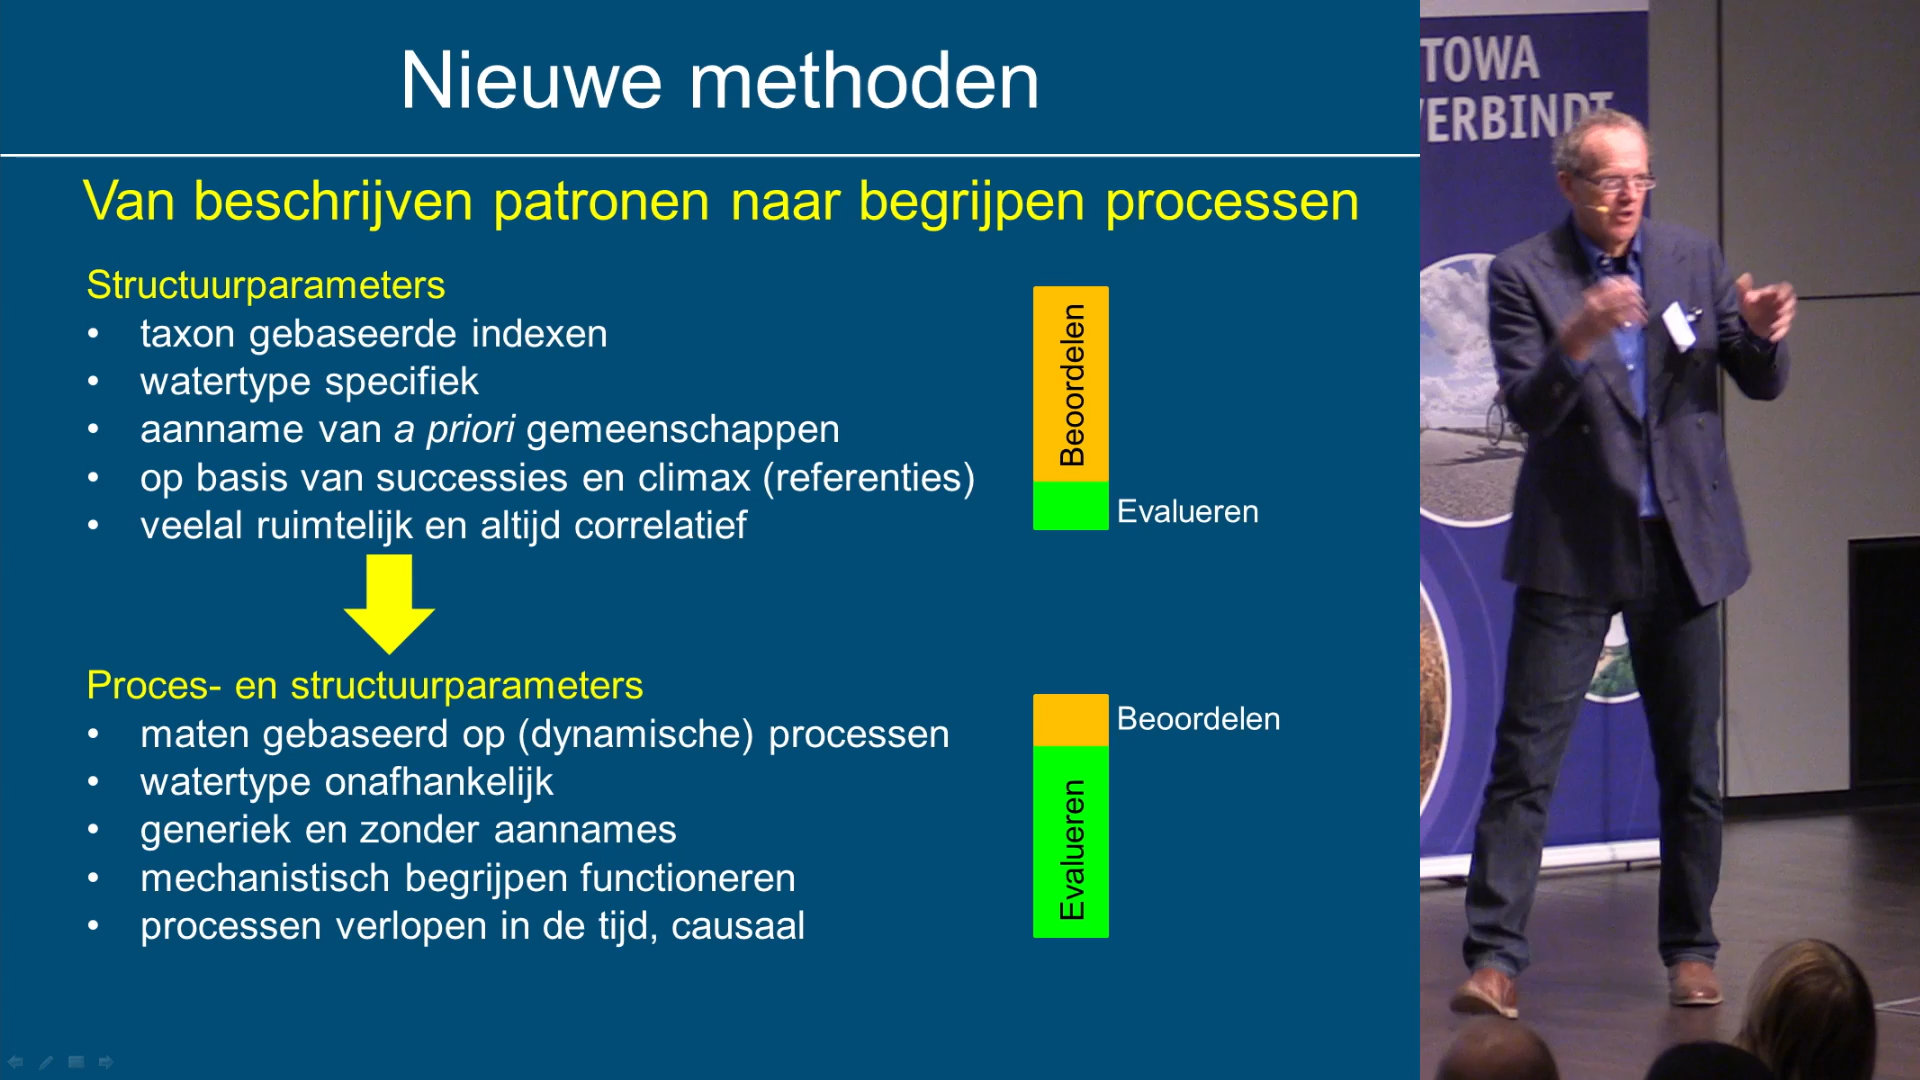 Nieuwe methoden
Van beschrijven patronen naar begrijpen processen
Structuurparameters
• taxon gebaseerde indexen
• watertype specifiek
• aanname van a priori gemeenschappen
• op basis van successies en climax (referenties)
• veelal ruimtelijk en altijd correlatief
Beoordelen
Evalueren
Proces- en structuurparameters
• maten gebaseerd op (dynamische) processen
• watertype onafhankelijk
• generiek en zonder aannames
• mechanistisch begrijpen functioneren
• processen verlopen in de tijd, causaal
Beoordelen
Evalueren
TOWA
VERBINDT